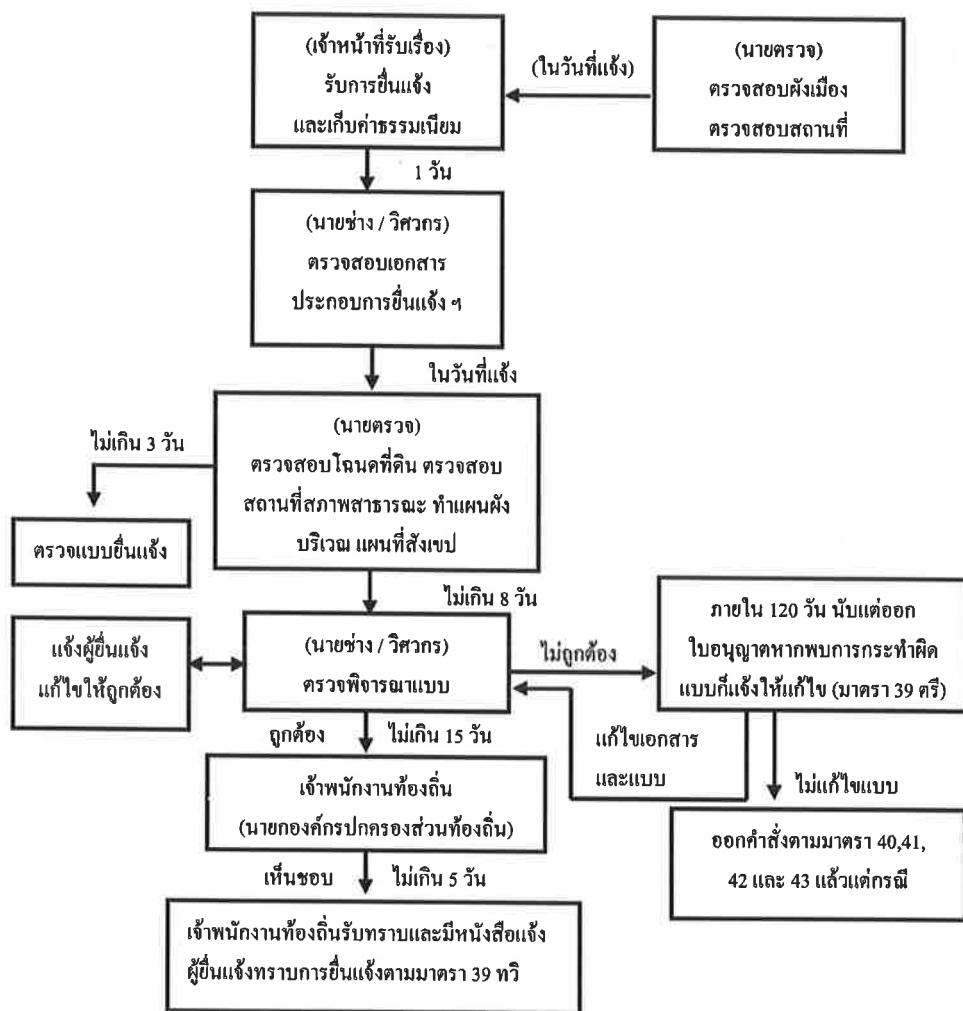 (เจ้าหน้าที่รับเรื่อง)
รับการยื่นแจ้ง
และเก็บค่าธรรมเนียม
(ในวันที่แจ้ง)
(นายตรวจ)
ตรวจสอบผังเมือง
ตรวจสอบสถานที่
1 วัน
(นายช่าง / วิศวกร)
ตรวจสอบเอกสาร
ประกอบการยื่นแจ้ง ฯ
ในวันที่แจ้ง
(นายตรวจ)
ตรวจสอบโฉนดที่ดิน ตรวจสอบ
สถานที่สภาพสาธารณะ ทำแผนผัง
บริเวณ แผนที่สังเขป
ไม่เกิน 3 วัน
ตรวจแบบยื่นแจ้ง
ไม่เกิน 8 วัน
แจ้งผู้ยื่นแจ้ง
แก้ไขให้ถูกต้อง
(นายช่าง / วิศวกร)
ตรวจพิจารณาแบบ
ไม่ถูกต้อง
ภายใน 120 วัน นับแต่ออก
ใบอนุญาตหากพบการกระทำผิด
แบบก็แจ้งให้แก้ไข (มาตรา 39 ตรี)
ถูกต้อง
ไม่เกิน 15 วัน
แก้ไขเอกสาร
และแบบ
ไม่แก้ไขแบบ
เจ้าพนักงานท้องถิ่น
(นายกองค์กรปกครองส่วนท้องถิ่น)
ออกคำสั่งตามมาตรา 40,41,
42 และ 43 แล้วแต่กรณี
เห็นชอบ
ไม่เกิน 5 วัน
เจ้าพนักงานท้องถิ่นรับทราบและมีหนังสือแจ้ง
ผู้ยื่นแจ้งทราบการยื่นแจ้งตามมาตรา 39 ทวิ